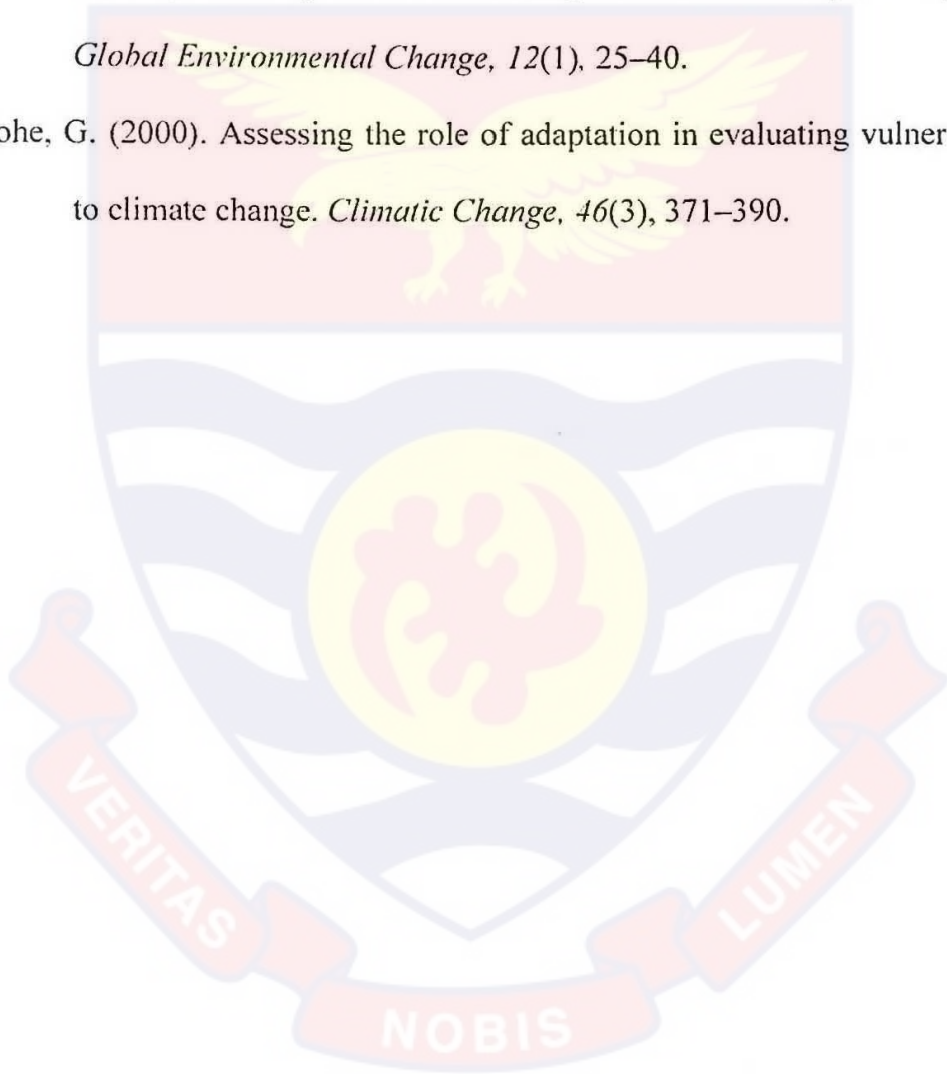 Global Environmental Change, 12(1), 25–40.
ohe, G. (2000). Assessing the role of adaptation in evaluating vulner
to climate change. Climatic Change, 46(3), 371–390.
VERITAS
NOBIS
LUMEN